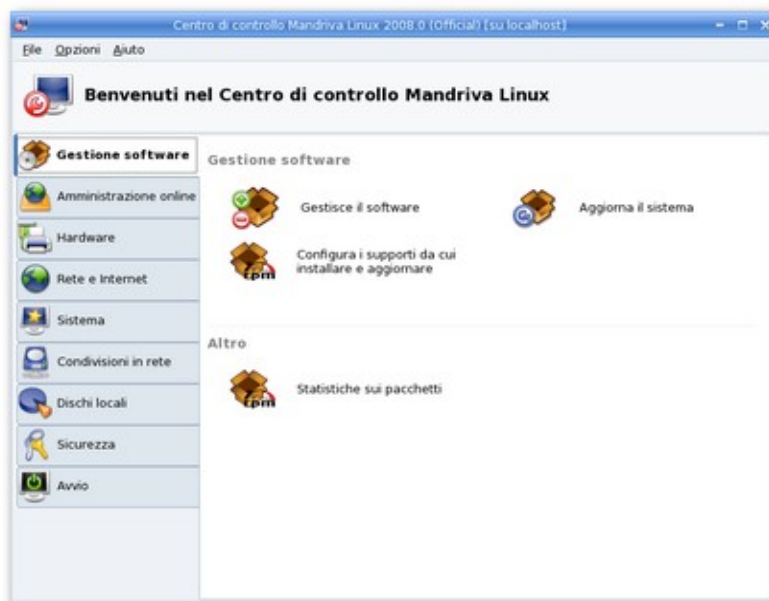 Centro di controllo Mandriva Linux 2008.0 (Official) [su localhost]
File Opzioni Aiuto
Benvenuti nel Centro di controllo Mandriva Linux
Gestione software
Amministrazione online
Hardware
Rete e Internet
Sistema
Condivisioni in rete
Dischi locali
Sicurezza
Avvio
Gestione software
Gestisce il software
Aggiorna il sistema
rpm
Configura i supporti da cui
installare e aggiornare
Altro
rpm
Statistiche sui pacchetti